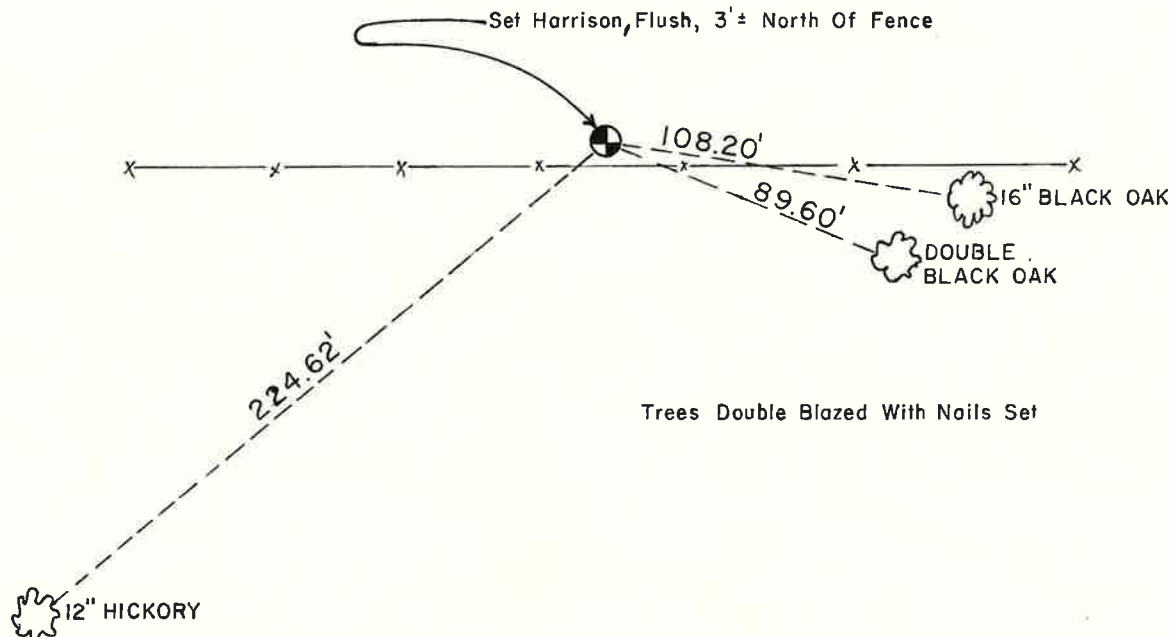 Set Harrison, Flush, 3'± North Of Fence
108.20'
89.60'
16" BLACK OAK
DOUBLE
BLACK OAK
224.62'
Trees Double Blazed With Nails Set
12" HICKORY